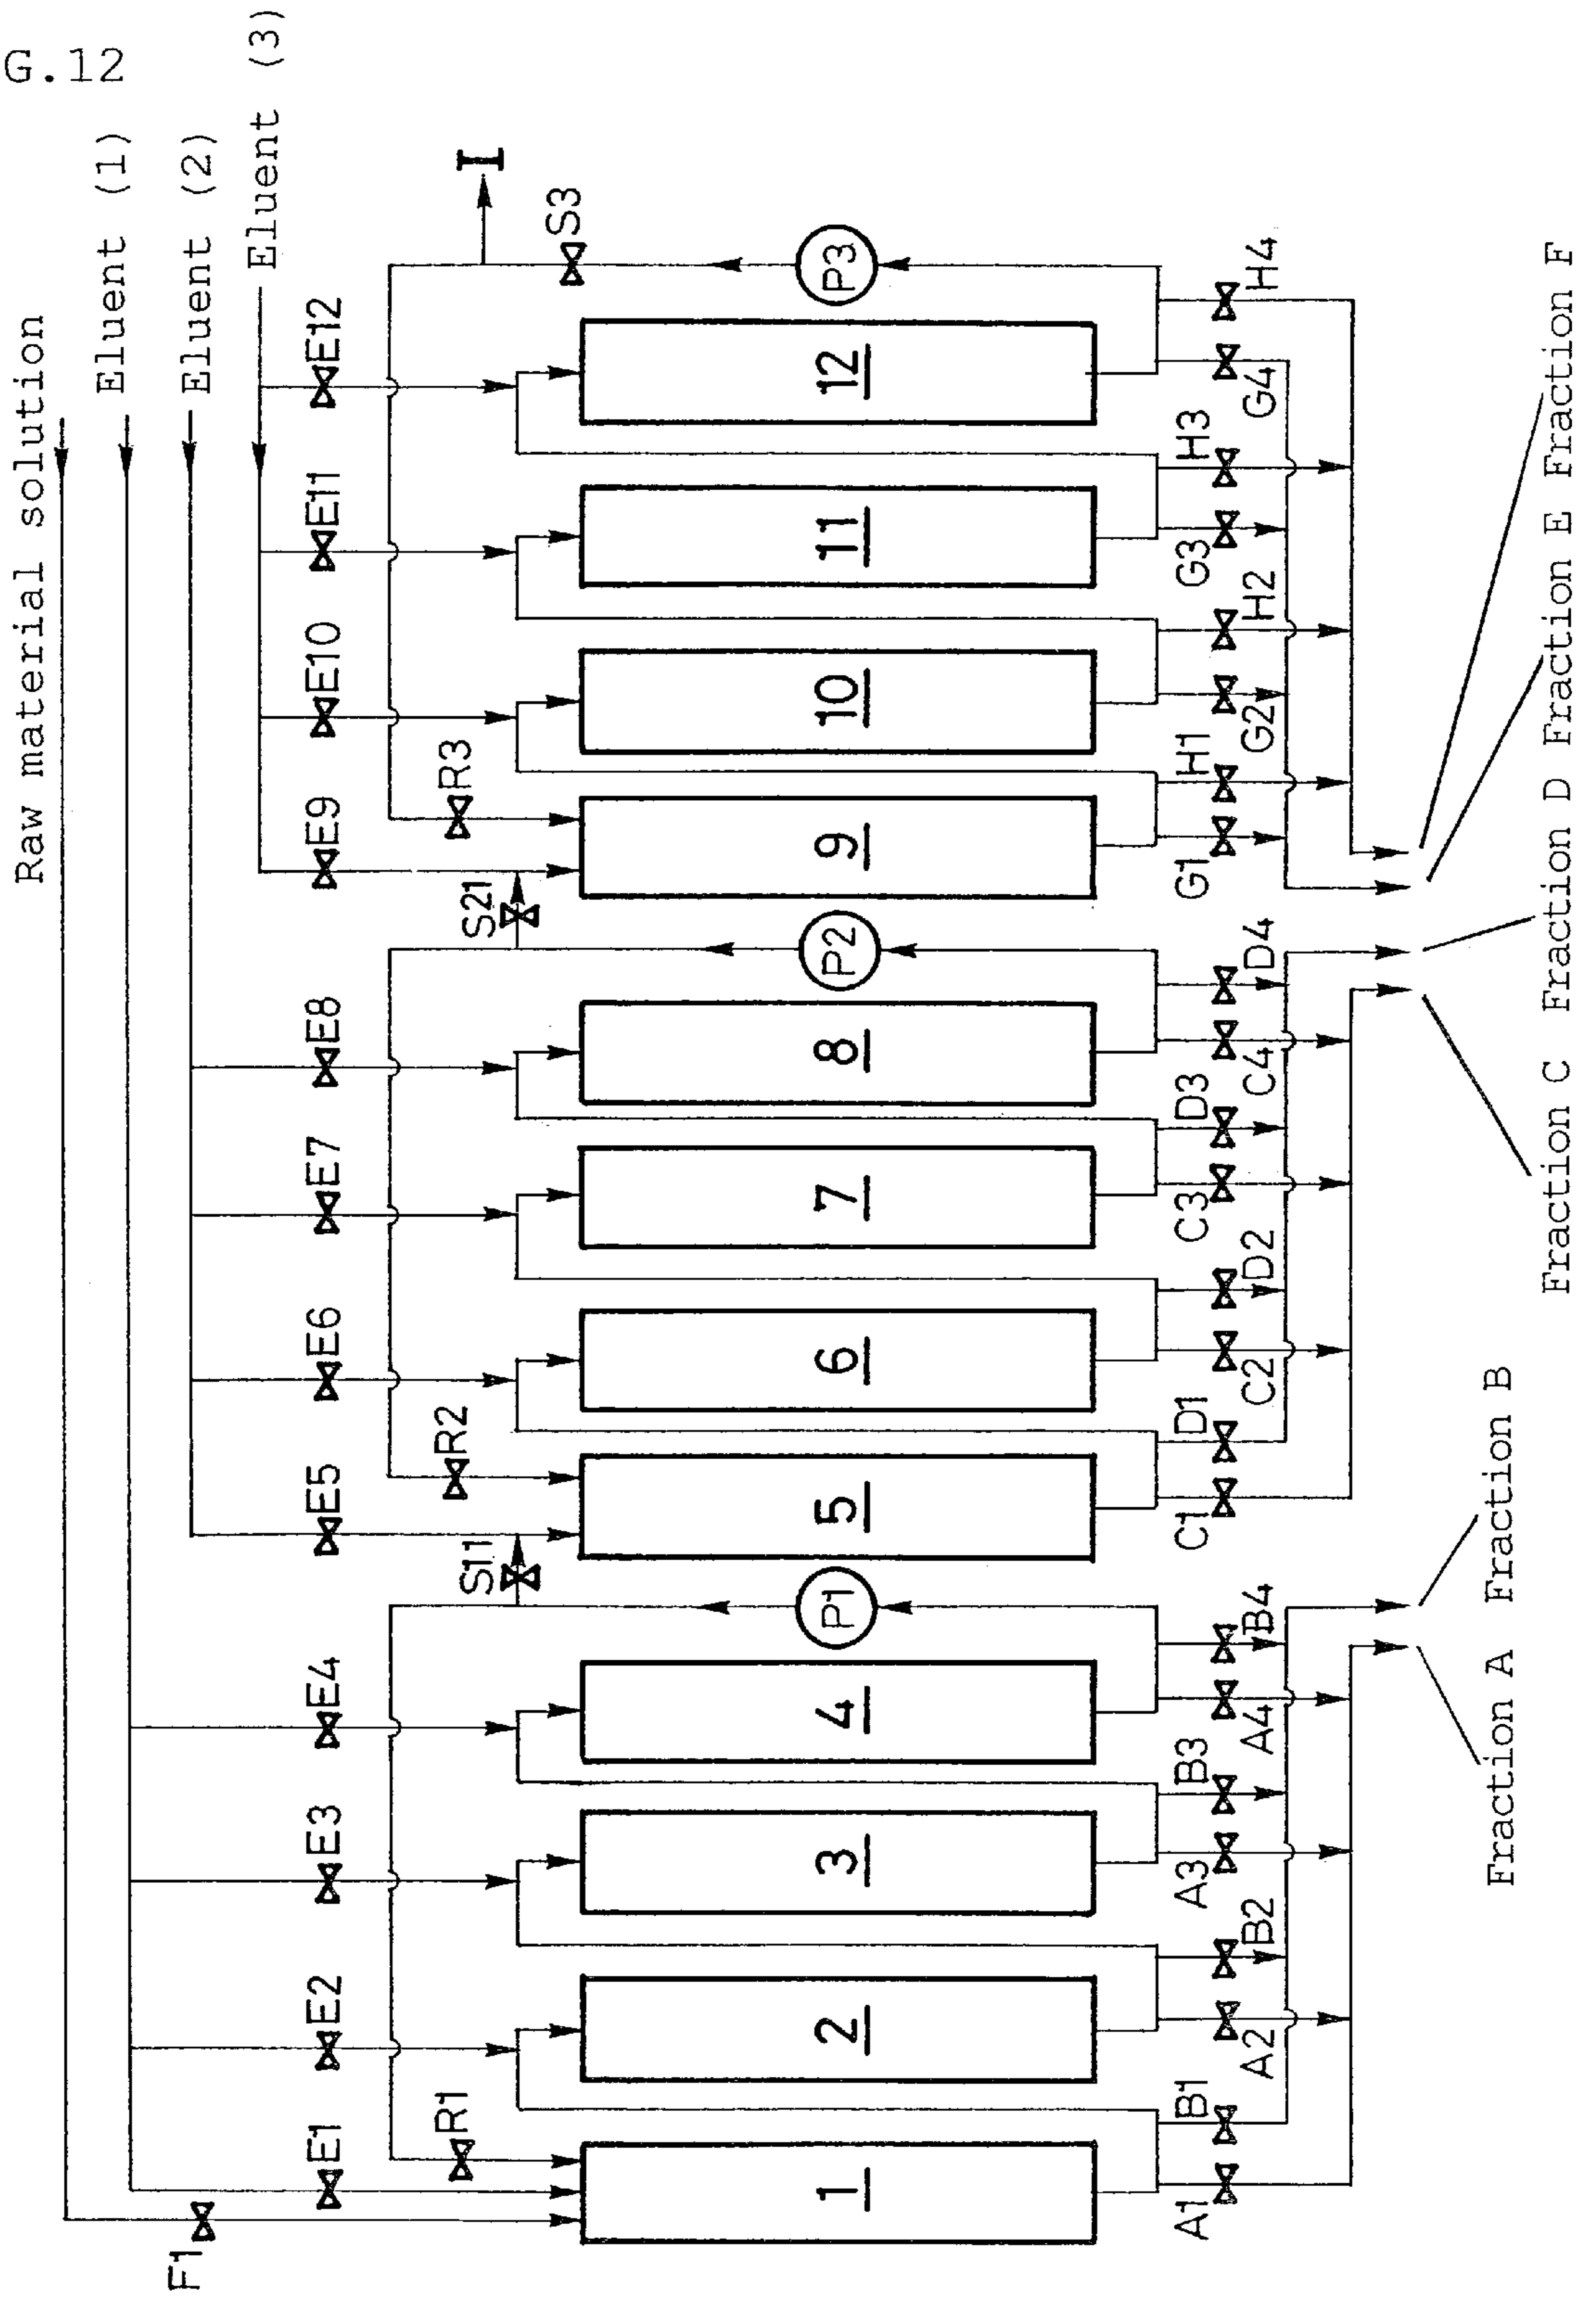 G.12
Raw material solution
Eluent (1)
Eluent (2)
Eluent (3)
F1
E1
E2
E3
E4
E5
E6
E7
E8
E9
E10
E11
E12
R1
R2
R3
S11
S21
S3
I
1
2
3
4
5
6
7
8
9
10
11
12
P1
P2
P3
A1
B1
A2
B2
A3
B3
A4
B4
C1
D1
C2
D2
C3
D3
C4
D4
G1
H1
G2
H2
G3
H3
G4
H4
Fraction A Fraction B
Fraction C Fraction D Fraction E Fraction F